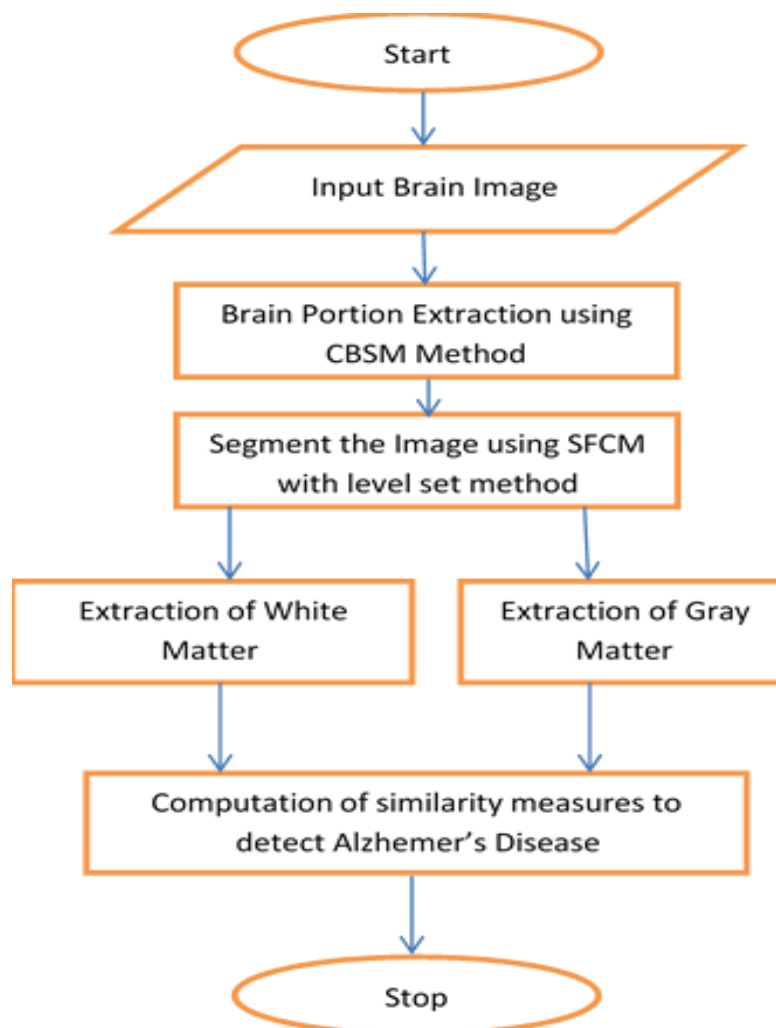 Start
Input Brain Image
Brain Portion Extraction using
CBSM Method
Segment the Image using SFCM
with level set method
Extraction of White
Matter
Extraction of Gray
Matter
Computation of similarity measures to
detect Alzhemer’s Disease
Stop